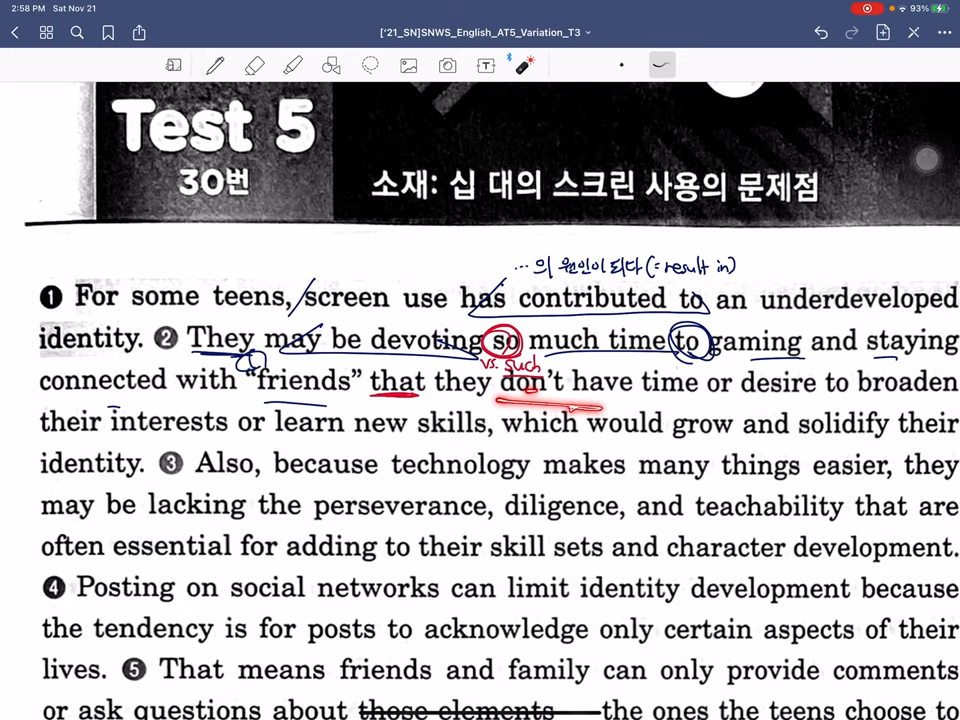 2:58 PM Sat Nov 21
93%
['21_SN]SNWS_English_AT5_Variation_T3
Test 5
30번
소재: 십 대의 스크린 사용의 문제점
… 의 원인이 되다 (= result in)
❶ For some teens, screen use has contributed to an underdeveloped
identity. ❷ They may be devoting so much time to gaming and staying
vs. such
connected with "friends" that they don't have time or desire to broaden
their interests or learn new skills, which would grow and solidify their
identity. ❸ Also, because technology makes many things easier, they
may be lacking the perseverance, diligence, and teachability that are
often essential for adding to their skill sets and character development.
❹ Posting on social networks can limit identity development because
the tendency is for posts to acknowledge only certain aspects of their
lives. ❺ That means friends and family can only provide comments
or ask questions about those elements the ones the teens choose to